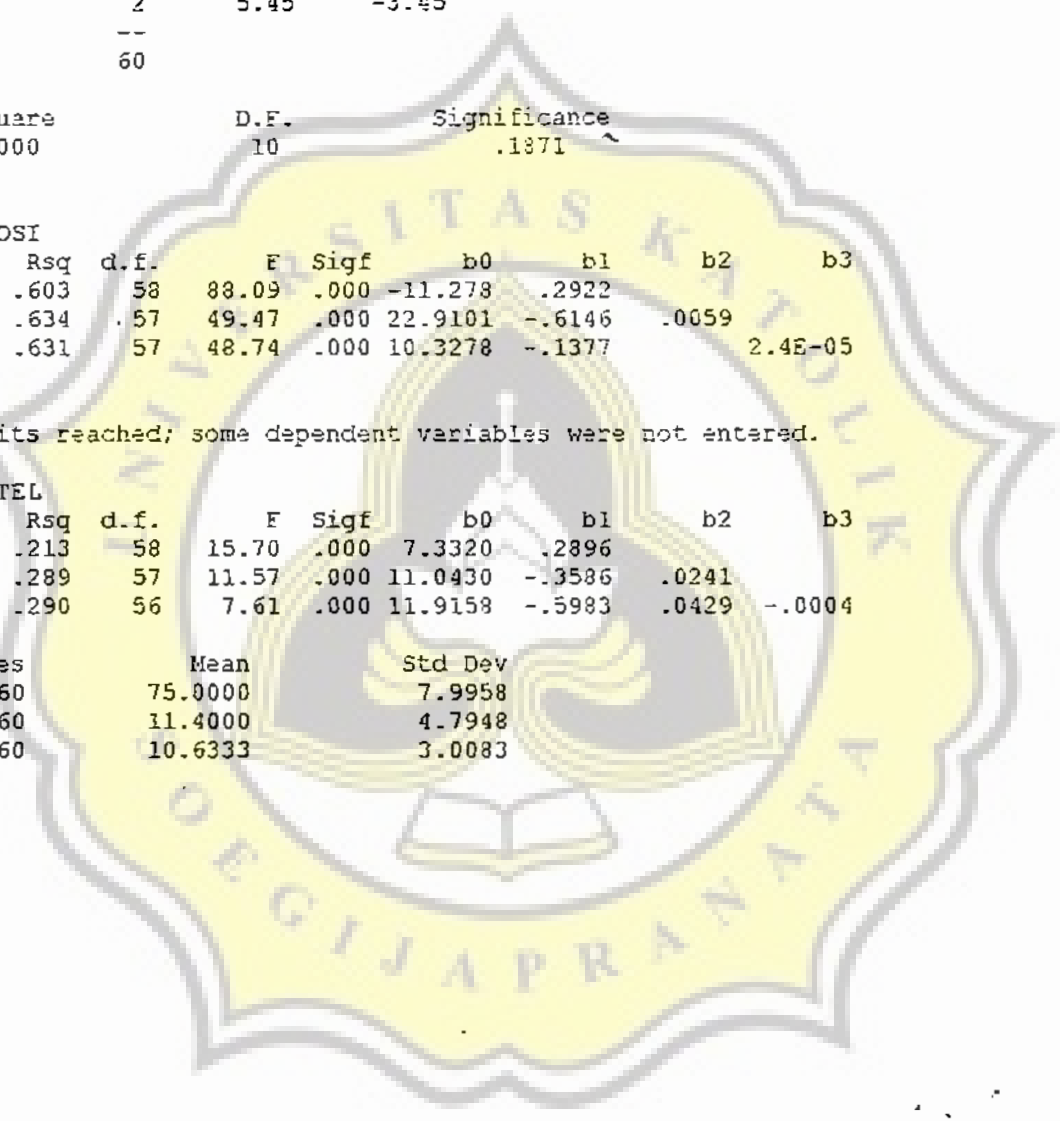 2 5.45 -3.45
--
60
uare D.F. Significance
000 10 .1871
OSI
Rsq d.f. F Sigf b0 b1 b2 b3
.603 58 88.09 .000 -11.278 .2922
.634 57 49.47 .000 22.9101 -.6146 .0059
.631 57 48.74 .000 10.3278 -.1377 2.4E-05
its reached; some dependent variables were not entered.
TEL
Rsq d.f. F Sigf b0 b1 b2 b3
.213 58 15.70 .000 7.3320 .2896
.289 57 11.57 .000 11.0430 -.3586 .0241
.290 56 7.61 .000 11.9158 -.5983 .0429 -.0004
es Mean Std Dev
60 75.0000 7.9958
60 11.4000 4.7948
60 10.6333 3.0083
UNIVERSITAS KATOLIK
SOEGIJAPRANATA